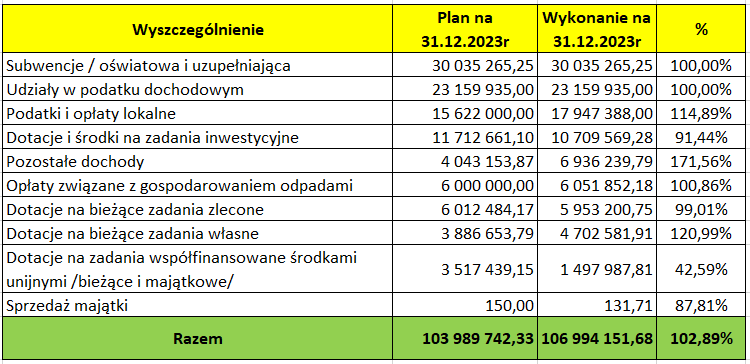 Wyszczególnienie Plan na 31.12.2023r Wykonanie na 31.12.2023r %
Subwencje / oświatowa i uzupełniająca 30 035 265,25 30 035 265,25 100,00%
Udziały w podatku dochodowym 23 159 935,00 23 159 935,00 100,00%
Podatki i opłaty lokalne 15 622 000,00 17 947 388,00 114,89%
Dotacje i środki na zadania inwestycyjne 11 712 661,10 10 709 569,28 91,44%
Pozostałe dochody 4 043 153,87 6 936 239,79 171,56%
Opłaty związane z gospodarowaniem odpadami 6 000 000,00 6 051 852,18 100,86%
Dotacje na bieżące zadania zlecone 6 012 484,17 5 953 200,75 99,01%
Dotacje na bieżące zadania własne 3 886 653,79 4 702 581,91 120,99%
Dotacje na zadania współfinansowane środkami
unijnymi /bieżące i majątkowe/ 3 517 439,15 1 497 987,81 42,59%
Sprzedaż majątki 150,00 131,71 87,81%
Razem 103 989 742,33 106 994 151,68 102,89%